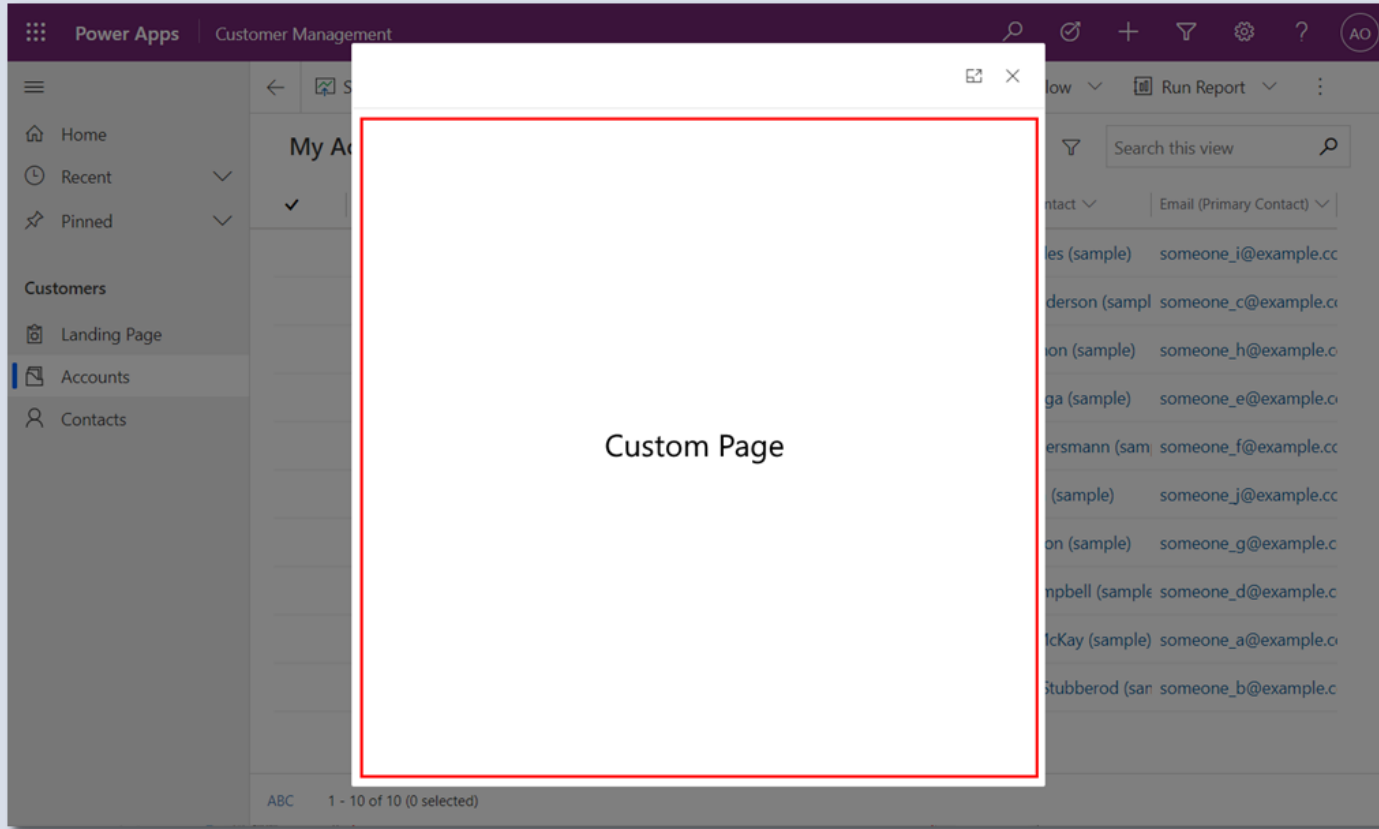 Power Apps Customer Management
AO
Run Report
Home
My
Search this view
Recent
Pinned
Email (Primary Contact)
(sample) someone_i@example.cc
Customers
someone_c@example.c
Landing Page
(sample) someone_h@example.c
Accounts
(sample) someone_e@example.c
Contacts
someone_f@example.cc
Custom Page
(sample) someone_j@example.cc
(sample) someone_g@example.c
someone_d@example.c
(sample) someone_a@example.c
someone_b@example.c
ABC 1 - 10 of 10 (0 selected)